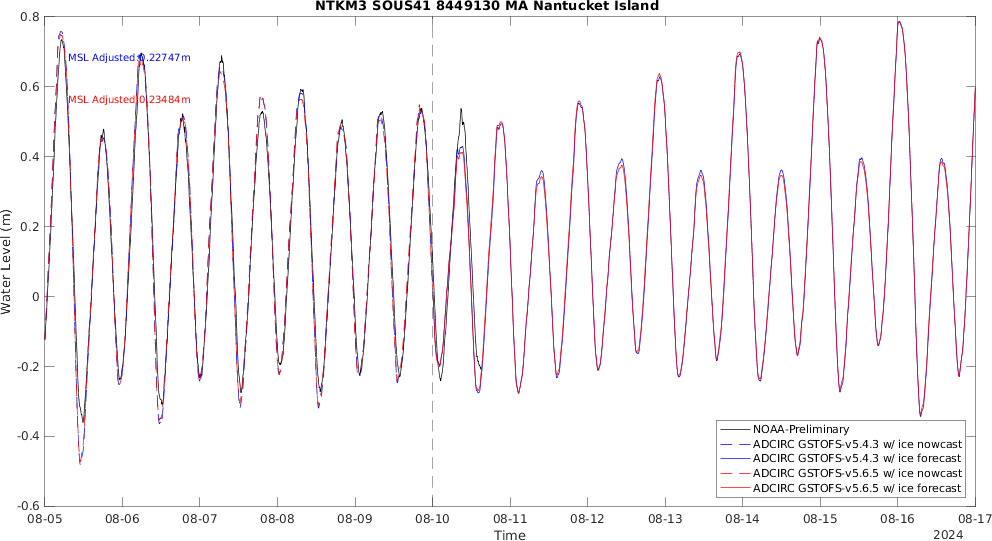 NTKM3 SOUS41 8449130 MA Nantucket Island
0.8
0.6
0.4
0.2
0
-0.2
-0.4
-0.6
Water Level (m)
MSL Adjusted:0.22747m
MSL Adjusted:0.23484m
NOAA-Preliminary
ADCIRC GSTOFS-v5.4.3 w/ ice nowcast
ADCIRC GSTOFS-v5.4.3 w/ ice forecast
ADCIRC GSTOFS-v5.6.5 w/ ice nowcast
ADCIRC GSTOFS-v5.6.5 w/ ice forecast
08-05 08-06 08-07 08-08 08-09 08-10 08-11 08-12 08-13 08-14 08-15 08-16 08-17
Time
2024